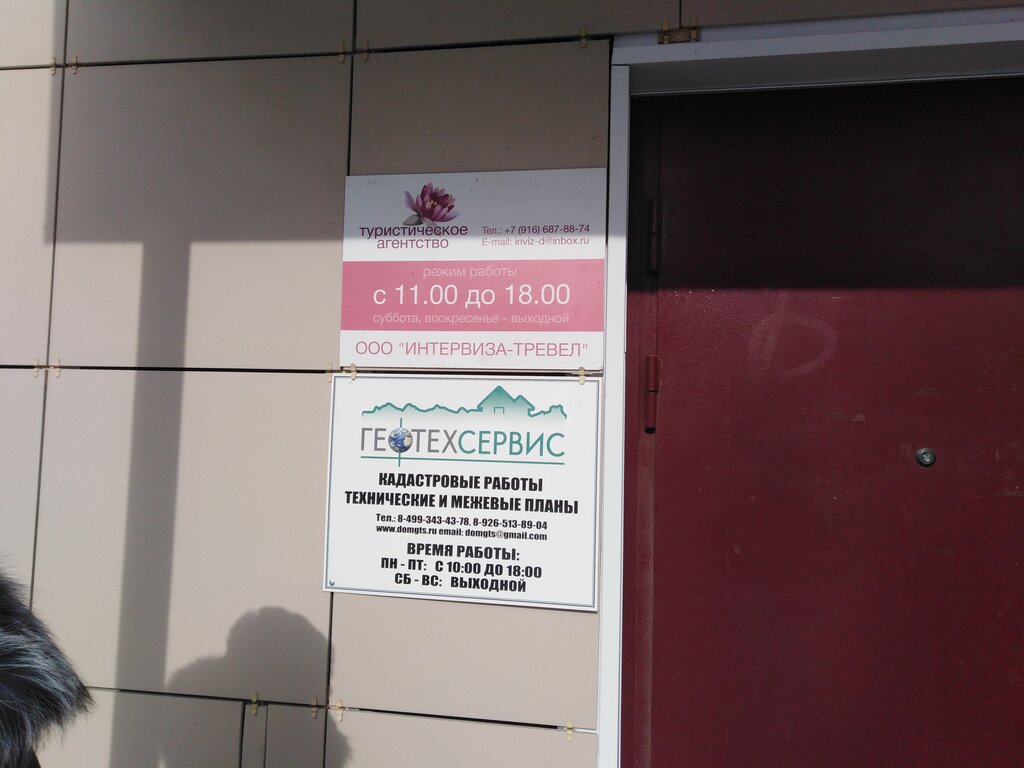 туристическое
агентство
Тел.: +7 (916) 687-88-74
E-mail: inviz-d@inbox.ru
режим работы
с 11.00 до 18.00
суббота, воскресенье - выходной
ООО "ИНТЕРВИЗА-ТРЕВЕЛ"
ГЕОТЕХСЕРВИС
КАДАСТРОВЫЕ РАБОТЫ
ТЕХНИЧЕСКИЕ И МЕЖЕВЫЕ ПЛАНЫ
Тел.: 8-499-343-43-78, 8-926-513-89-04
www.domgts.ru email: domgts@gmail.com
ВРЕМЯ РАБОТЫ:
ПН - ПТ: С 10:00 ДО 18:00
СБ - ВС: ВЫХОДНОЙ